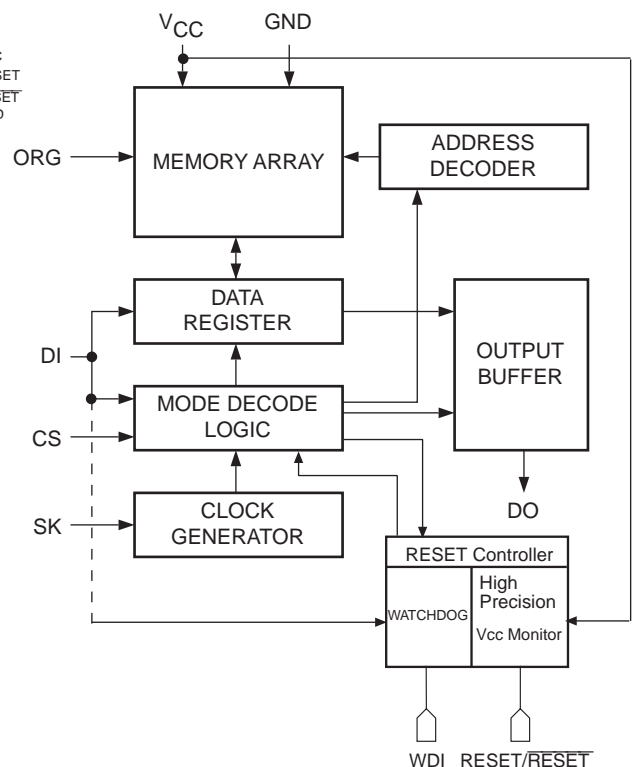 VCC GND
C
SET
S̅E̅T̅
D
ORG
MEMORY ARRAY
ADDRESS
DECODER
DATA
REGISTER
DI
OUTPUT
BUFFER
MODE DECODE
LOGIC
CS
CLOCK
GENERATOR
SK
DO
RESET Controller
WATCHDOG
High
Precision
Vcc Monitor
WDI RESET/R̅E̅S̅E̅T̅